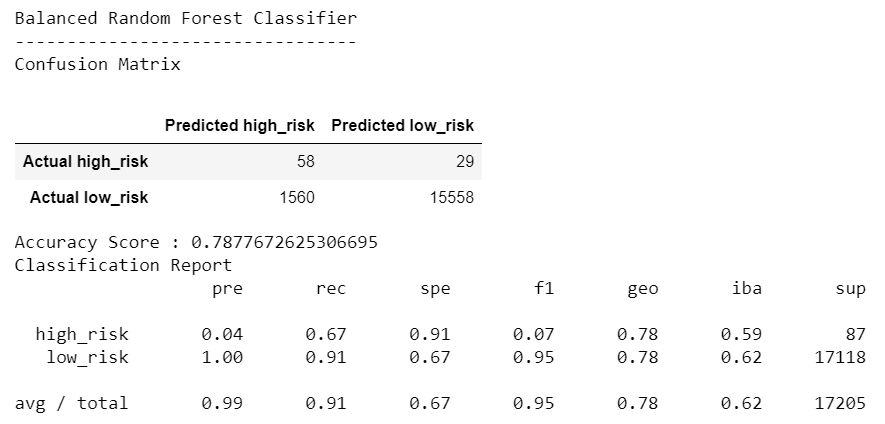 Balanced Random Forest Classifier
---------------------------------
Confusion Matrix
Predicted high_risk Predicted low_risk
Actual high_risk 58 29
Actual low_risk 1560 15558
Accuracy Score : 0.7877672625306695
Classification Report
pre rec spe f1 geo iba sup
high_risk 0.04 0.67 0.91 0.07 0.78 0.59 87
low_risk 1.00 0.91 0.67 0.95 0.78 0.62 17118
avg / total 0.99 0.91 0.67 0.95 0.78 0.62 17205